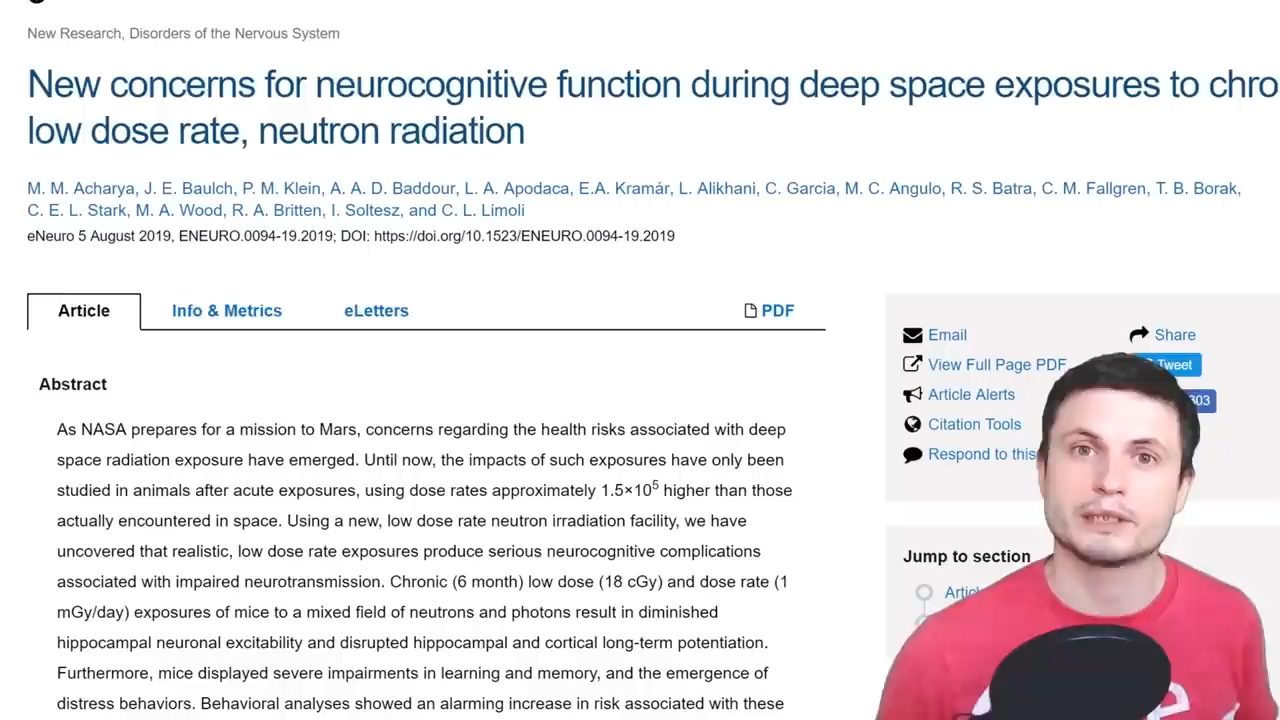 New Research, Disorders of the Nervous System
New concerns for neurocognitive function during deep space exposures to chro
low dose rate, neutron radiation
M. M. Acharya, J. E. Baulch, P. M. Klein, A. A. D. Baddour, L. A. Apodaca, E.A. Kramár, L. Alikhani, C. Garcia, M. C. Angulo, R. S. Batra, C. M. Fallgren, T. B. Borak,
C. E. L. Stark, M. A. Wood, R. A. Britten, I. Soltesz, and C. L. Limoli
eNeuro 5 August 2019, ENEURO.0094-19.2019; DOI: https://doi.org/10.1523/ENEURO.0094-19.2019
Article Info & Metrics eLetters PDF
Abstract
As NASA prepares for a mission to Mars, concerns regarding the health risks associated with deep
space radiation exposure have emerged. Until now, the impacts of such exposures have only been
studied in animals after acute exposures, using dose rates approximately 1.5×10⁵ higher than those
actually encountered in space. Using a new, low dose rate neutron irradiation facility, we have
uncovered that realistic, low dose rate exposures produce serious neurocognitive complications
associated with impaired neurotransmission. Chronic (6 month) low dose (18 cGy) and dose rate (1
mGy/day) exposures of mice to a mixed field of neutrons and photons result in diminished
hippocampal neuronal excitability and disrupted hippocampal and cortical long-term potentiation.
Furthermore, mice displayed severe impairments in learning and memory, and the emergence of
distress behaviors. Behavioral analyses showed an alarming increase in risk associated with these
Email Share
View Full Page PDF Tweet
Article Alerts 303
Citation Tools
Respond to this
Jump to section
Artic